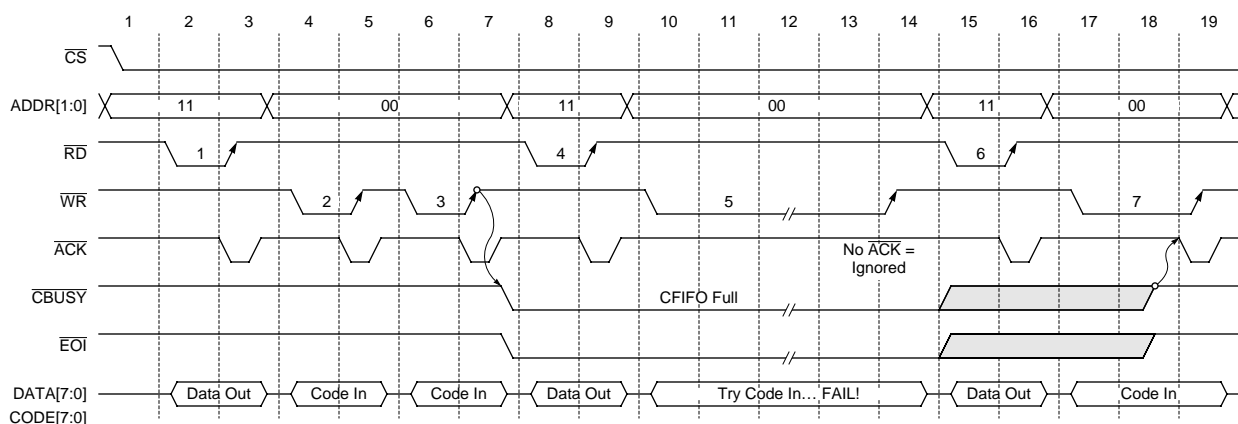 1 2 3 4 5 6 7 8 9 10 11 12 13 14 15 16 17 18 19
CS
ADDR[1:0] 11 00 11 00 11 00
RD 1 4 6
WR 2 3 5 7
ACK No ACK =
Ignored
CBUSY CFIFO Full
EOI
DATA[7:0] Data Out Code In Code In Data Out Try Code In… FAIL! Data Out Code In
CODE[7:0]